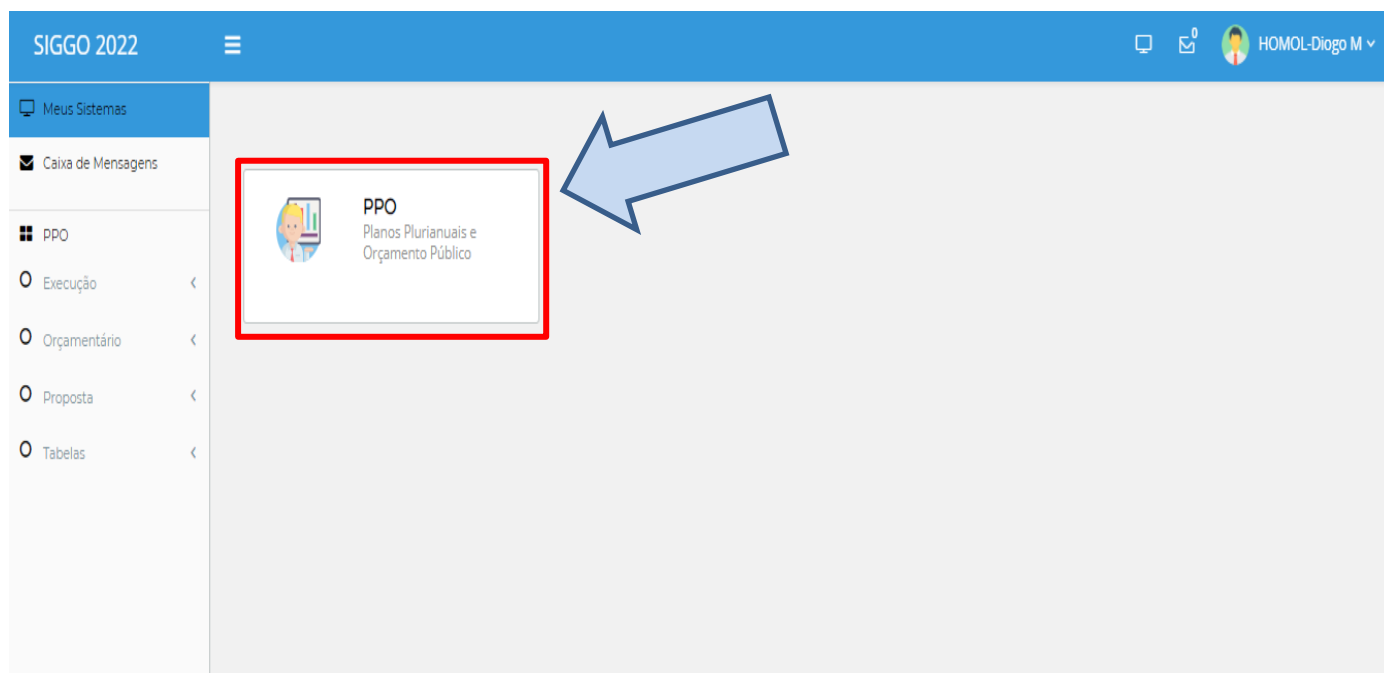 SIGGO 2022
0
HOMOL-Diogo M
Meus Sistemas
Caixa de Mensagens
PPO
Execução
Orçamentário
Proposta
Tabelas
PPO
Planos Plurianuais e
Orçamento Público